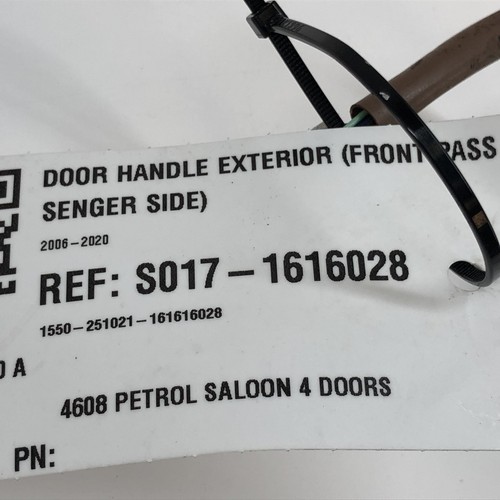 DOOR HANDLE EXTERIOR (FRONT PASS
SENGER SIDE)
2006-2020
REF: S017-1616028
1550-251021-161616028
A
4608 PETROL SALOON 4 DOORS
PN: